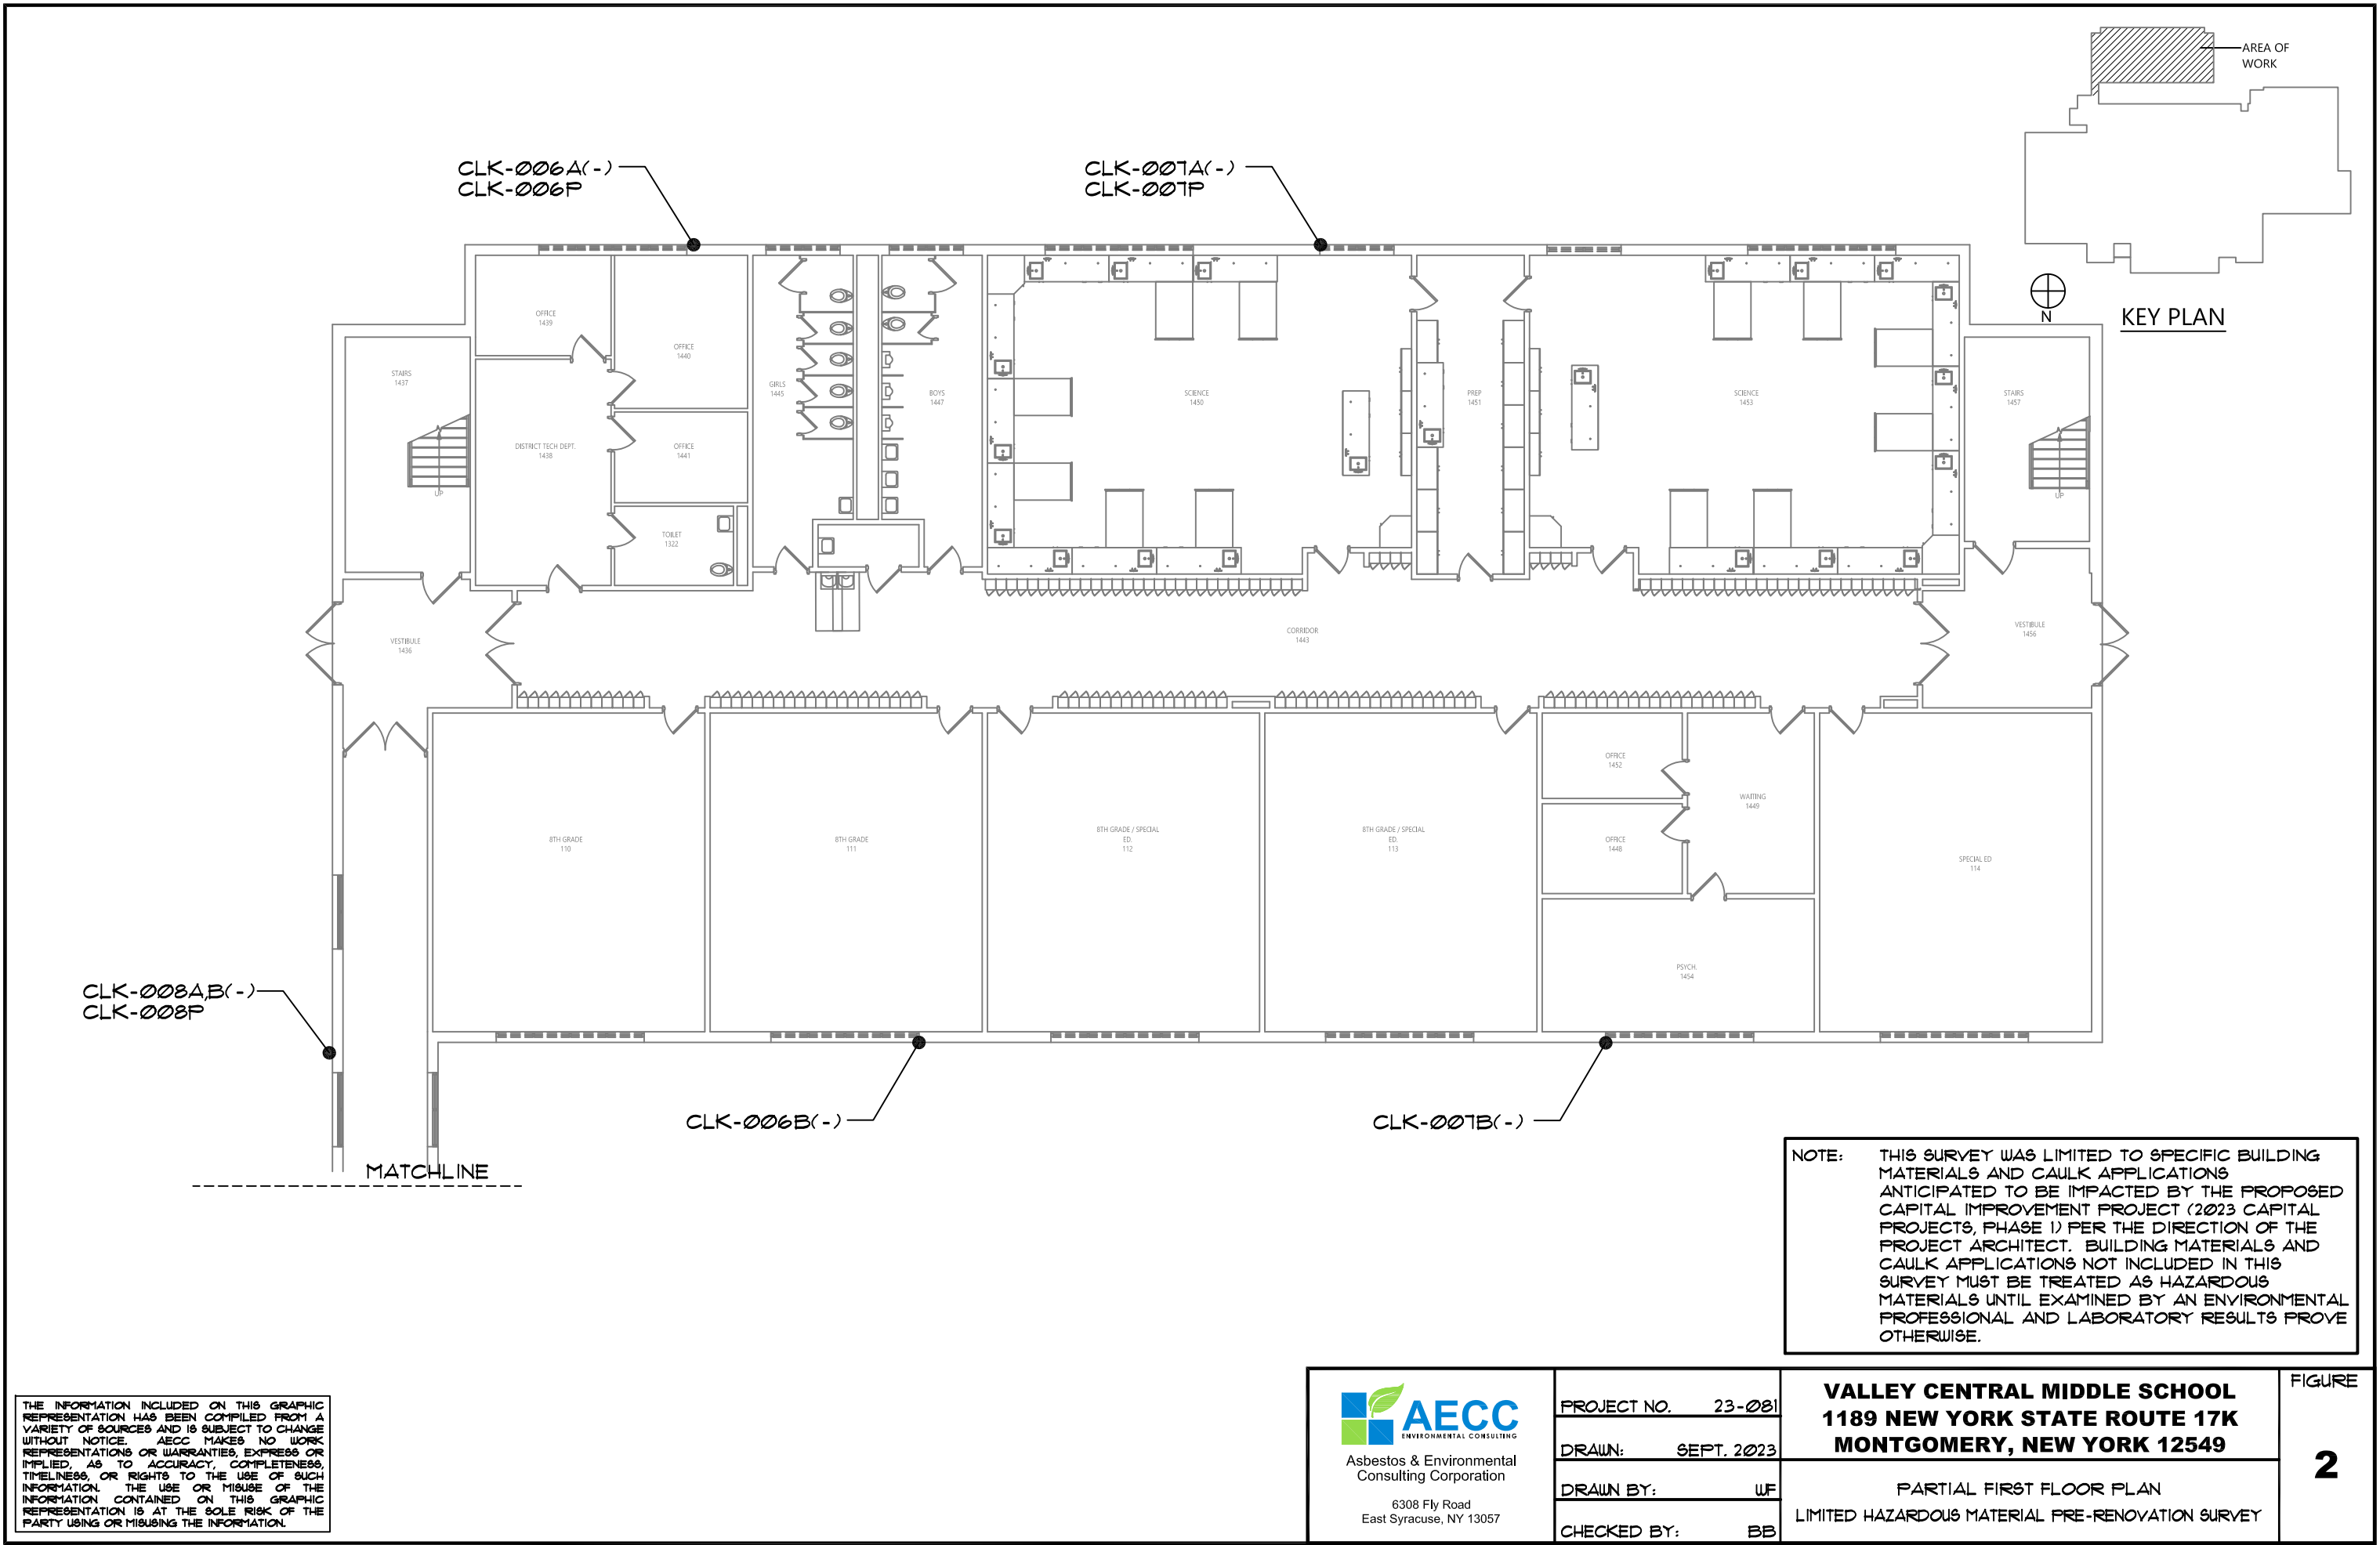 AREA OF
WORK
N
KEY PLAN
CLK-006A(-)
CLK-006P
CLK-007A(-)
CLK-007P
OFFICE
1439
OFFICE
1440
STAIRS
1437
GIRLS
1445
BOYS
1447
SCIENCE
1450
PREP
1451
SCIENCE
1453
STAIRS
1457
DISTRICT TECH DEPT.
1438
OFFICE
1441
UP
UP
TOILET
1322
VESTIBULE
1436
CORRIDOR
1443
VESTIBULE
1456
OFFICE
1452
WAITING
1449
8TH GRADE
110
8TH GRADE
111
8TH GRADE / SPECIAL
ED.
112
8TH GRADE / SPECIAL
ED.
113
OFFICE
1448
SPECIAL ED
114
PSYCH.
1454
CLK-008A,B(-)
CLK-008P
CLK-006B(-)
CLK-007B(-)
MATCHLINE
NOTE: THIS SURVEY WAS LIMITED TO SPECIFIC BUILDING
MATERIALS AND CAULK APPLICATIONS
ANTICIPATED TO BE IMPACTED BY THE PROPOSED
CAPITAL IMPROVEMENT PROJECT (2023 CAPITAL
PROJECTS, PHASE 1) PER THE DIRECTION OF THE
PROJECT ARCHITECT. BUILDING MATERIALS AND
CAULK APPLICATIONS NOT INCLUDED IN THIS
SURVEY MUST BE TREATED AS HAZARDOUS
MATERIALS UNTIL EXAMINED BY AN ENVIRONMENTAL
PROFESSIONAL AND LABORATORY RESULTS PROVE
OTHERWISE.
THE INFORMATION INCLUDED ON THIS GRAPHIC
REPRESENTATION HAS BEEN COMPILED FROM A
VARIETY OF SOURCES AND IS SUBJECT TO CHANGE
WITHOUT NOTICE. AECC MAKES NO WORK
REPRESENTATIONS OR WARRANTIES, EXPRESS OR
IMPLIED, AS TO ACCURACY, COMPLETENESS,
TIMELINESS, OR RIGHTS TO THE USE OF SUCH
INFORMATION. THE USE OR MISUSE OF THE
INFORMATION CONTAINED ON THIS GRAPHIC
REPRESENTATION IS AT THE SOLE RISK OF THE
PARTY USING OR MISUSING THE INFORMATION.
AECC
ENVIRONMENTAL CONSULTING
Asbestos & Environmental
Consulting Corporation
6308 Fly Road
East Syracuse, NY 13057
PROJECT NO. 23-081
DRAWN: SEPT. 2023
DRAWN BY: WF
CHECKED BY: BB
VALLEY CENTRAL MIDDLE SCHOOL
1189 NEW YORK STATE ROUTE 17K
MONTGOMERY, NEW YORK 12549
PARTIAL FIRST FLOOR PLAN
LIMITED HAZARDOUS MATERIAL PRE-RENOVATION SURVEY
FIGURE
2